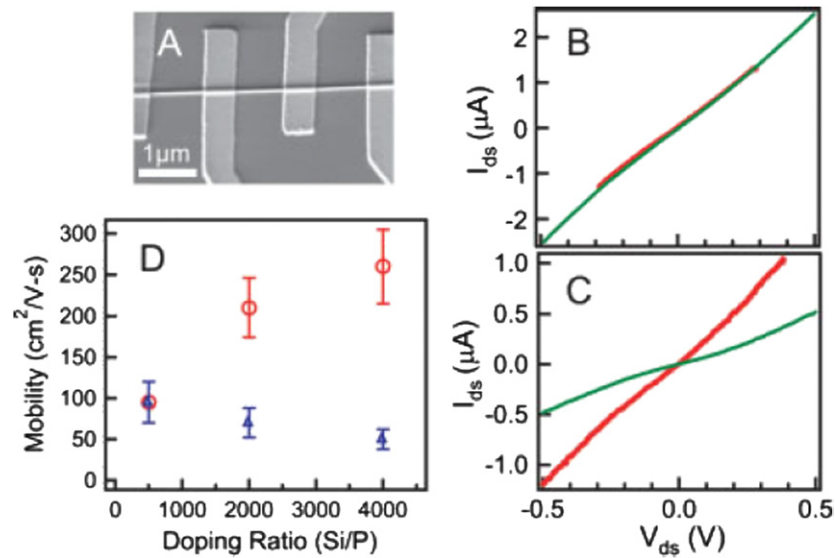 A
1μm
B
2
1
0
-1
-2
I_ds (μA)
C
1.0
0.5
0.0
-0.5
-1.0
I_ds (μA)
-0.5 0.0 0.5
V_ds (V)
D
300
250
200
150
100
50
0
Mobility (cm²/V-s)
0 1000 2000 3000 4000
Doping Ratio (Si/P)